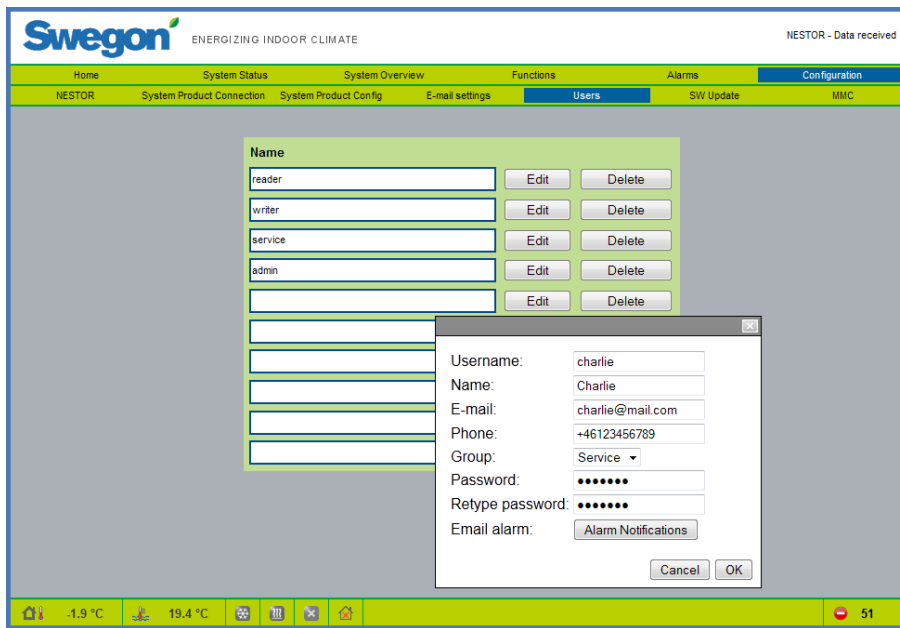 Swegon ENERGIZING INDOOR CLIMATE NESTOR - Data received
Home System Status System Overview Functions Alarms Configuration
NESTOR System Product Connection System Product Config E-mail settings Users SW Update MMC
Name
reader Edit Delete
writer Edit Delete
service Edit Delete
admin Edit Delete
Edit Delete
Username: charlie
Name: Charlie
E-mail: charlie@mail.com
Phone: +46123456789
Group: Service
Password: •••••••
Retype password: •••••••
Email alarm: Alarm Notifications
Cancel OK
-1.9 °C 19.4 °C 51